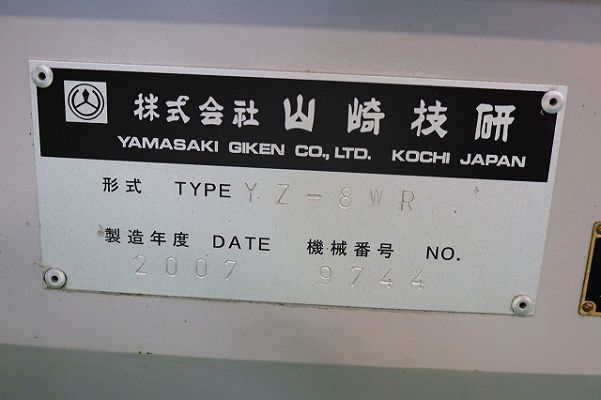 株式会社 山崎技研
YAMASAKI GIKEN CO., LTD. KOCHI JAPAN
形式 TYPE YZ-8WR
製造年度 DATE 機械番号 NO.
2007 9744